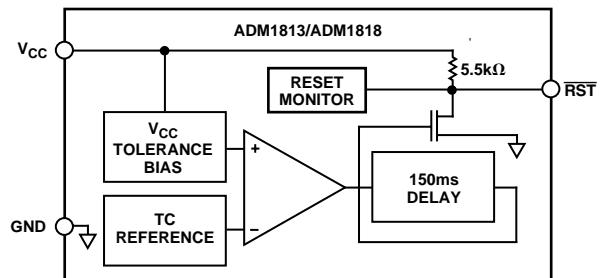 ADM1813/ADM1818
VCC
5.5kΩ
RESET
MONITOR
RST
VCC
TOLERANCE
BIAS
+
150ms
DELAY
GND
TC
REFERENCE
–